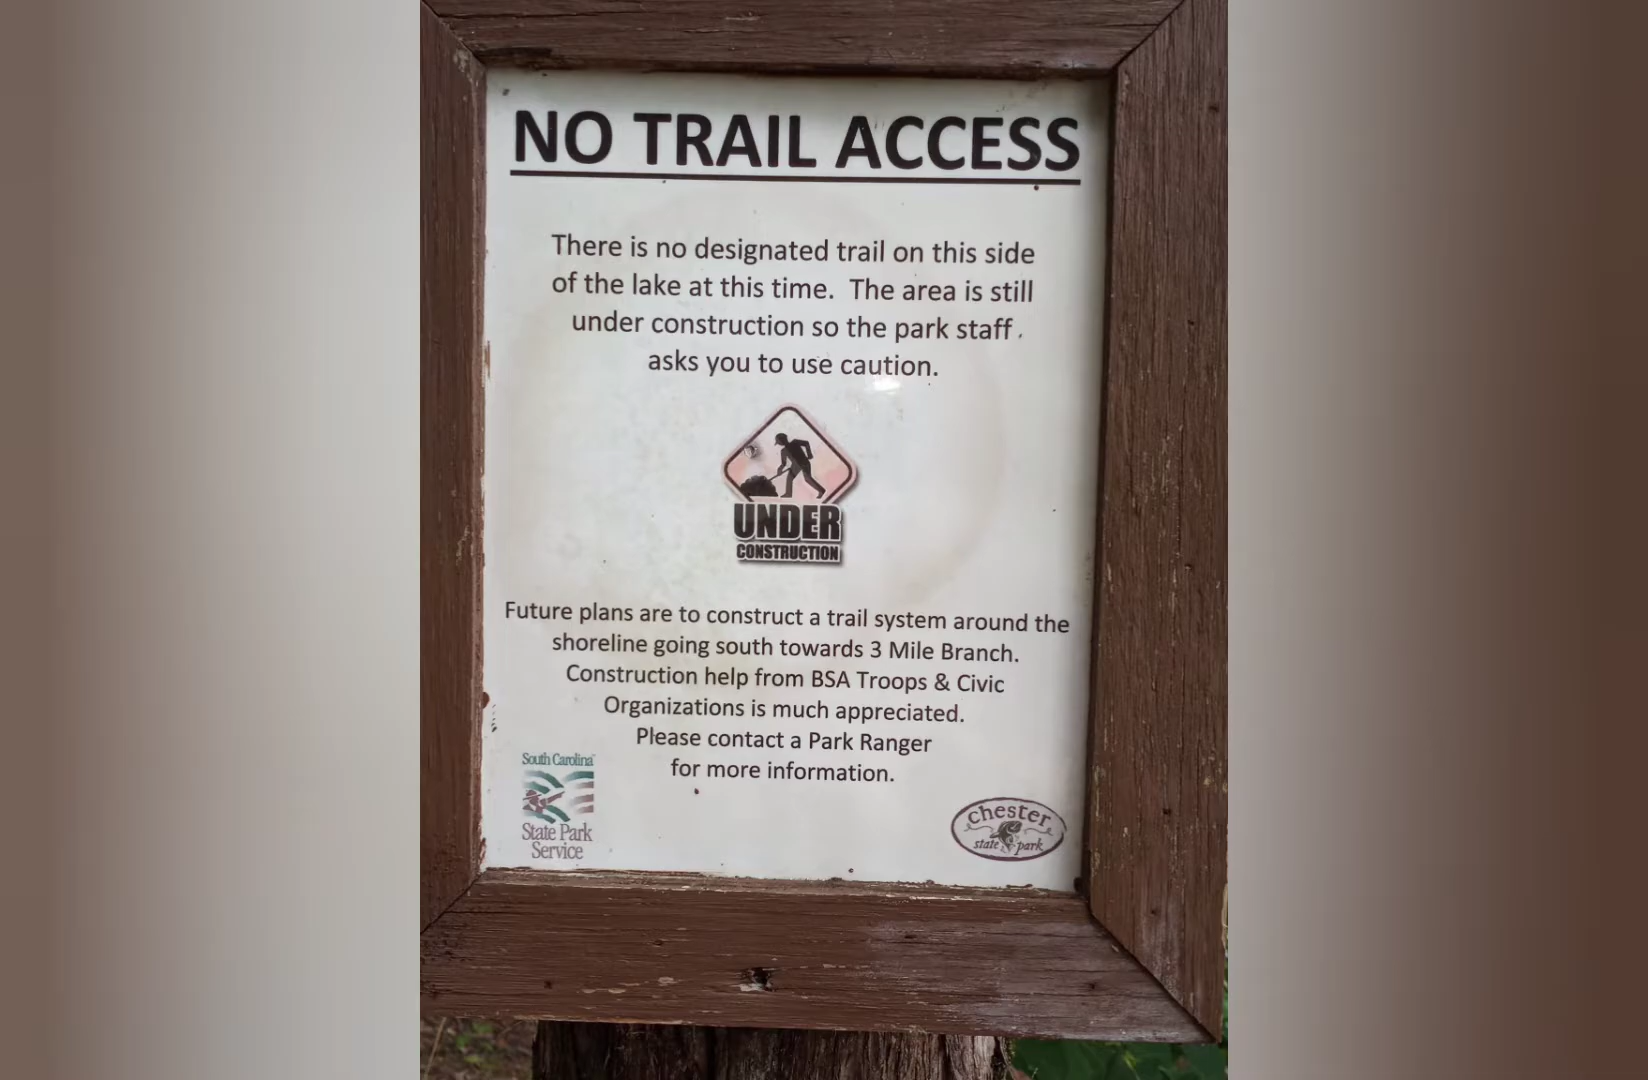 NO TRAIL ACCESS
There is no designated trail on this side
of the lake at this time. The area is still
under construction so the park staff
asks you to use caution.
UNDER
CONSTRUCTION
Future plans are to construct a trail system around the
shoreline going south towards 3 Mile Branch.
Construction help from BSA Troops & Civic
Organizations is much appreciated.
Please contact a Park Ranger
for more information.
South Carolina
State Park
Service
chester
state park